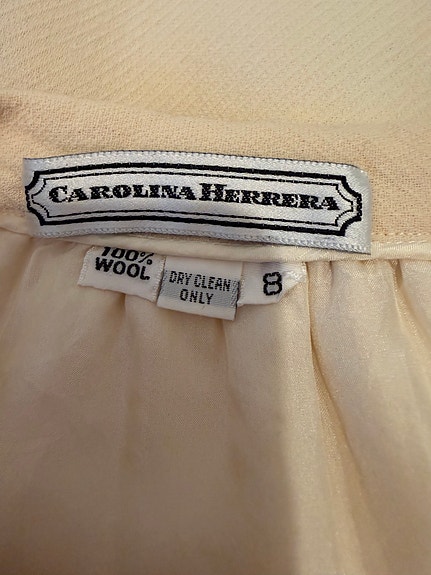 CAROLINA HERRERA
100%
WOOL
DRY CLEAN
ONLY
8